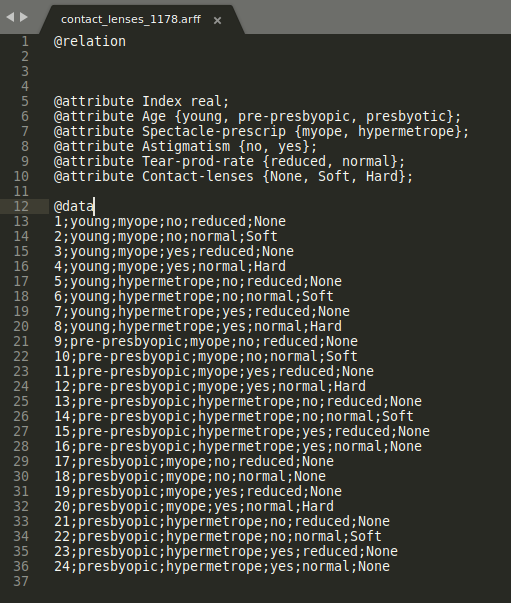 contact_lenses_1178.arff ×
1 @relation
2
3
4
5 @attribute Index real;
6 @attribute Age {young, pre-presbyopic, presbyotic};
7 @attribute Spectacle-prescrip {myope, hypermetrope};
8 @attribute Astigmatism {no, yes};
9 @attribute Tear-prod-rate {reduced, normal};
10 @attribute Contact-lenses {None, Soft, Hard};
11
12 @data
13 1;young;myope;no;reduced;None
14 2;young;myope;no;normal;Soft
15 3;young;myope;yes;reduced;None
16 4;young;myope;yes;normal;Hard
17 5;young;hypermetrope;no;reduced;None
18 6;young;hypermetrope;no;normal;Soft
19 7;young;hypermetrope;yes;reduced;None
20 8;young;hypermetrope;yes;normal;Hard
21 9;pre-presbyopic;myope;no;reduced;None
22 10;pre-presbyopic;myope;no;normal;Soft
23 11;pre-presbyopic;myope;yes;reduced;None
24 12;pre-presbyopic;myope;yes;normal;Hard
25 13;pre-presbyopic;hypermetrope;no;reduced;None
26 14;pre-presbyopic;hypermetrope;no;normal;Soft
27 15;pre-presbyopic;hypermetrope;yes;reduced;None
28 16;pre-presbyopic;hypermetrope;yes;normal;None
29 17;presbyopic;myope;no;reduced;None
30 18;presbyopic;myope;no;normal;None
31 19;presbyopic;myope;yes;reduced;None
32 20;presbyopic;myope;yes;normal;Hard
33 21;presbyopic;hypermetrope;no;reduced;None
34 22;presbyopic;hypermetrope;no;normal;Soft
35 23;presbyopic;hypermetrope;yes;reduced;None
36 24;presbyopic;hypermetrope;yes;normal;None
37